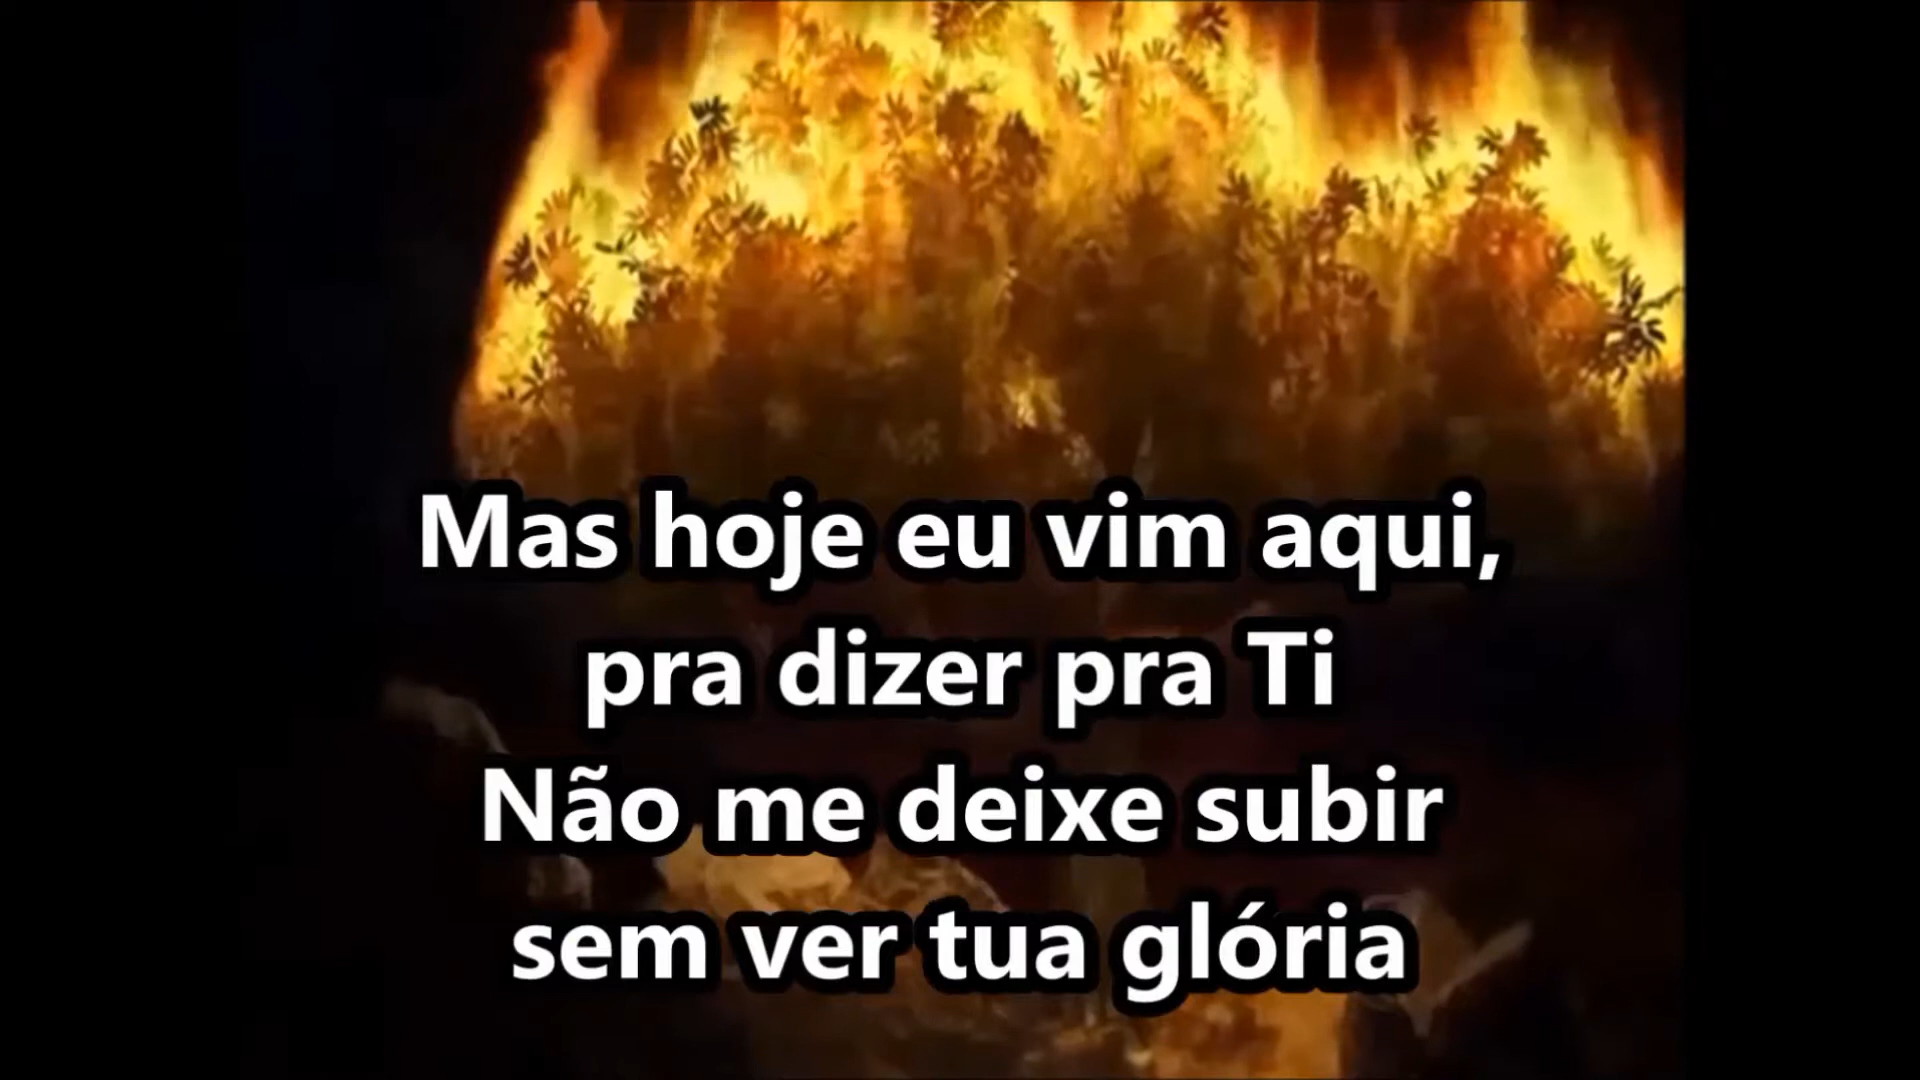 Mas hoje eu vim aqui,
pra dizer pra Ti
Não me deixe subir
sem ver tua glória